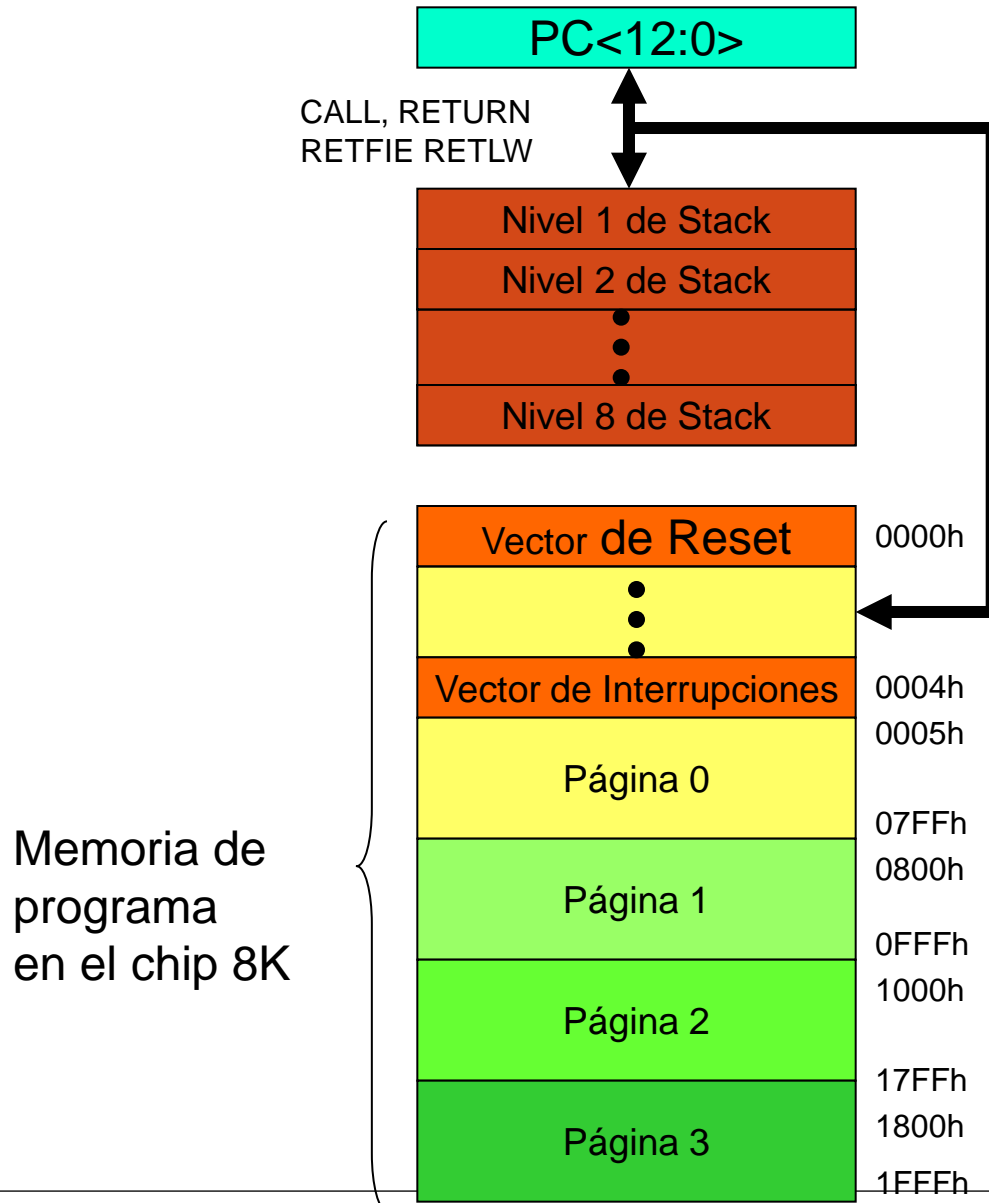 PC<12:0>
CALL, RETURN
RETFIE RETLW
Nivel 1 de Stack
Nivel 2 de Stack
Nivel 8 de Stack
Vector de Reset
0000h
Vector de Interrupciones
0004h
0005h
Página 0
07FFh
Memoria de
programa
en el chip 8K
0800h
Página 1
0FFFh
1000h
Página 2
17FFh
1800h
Página 3
1FFFh